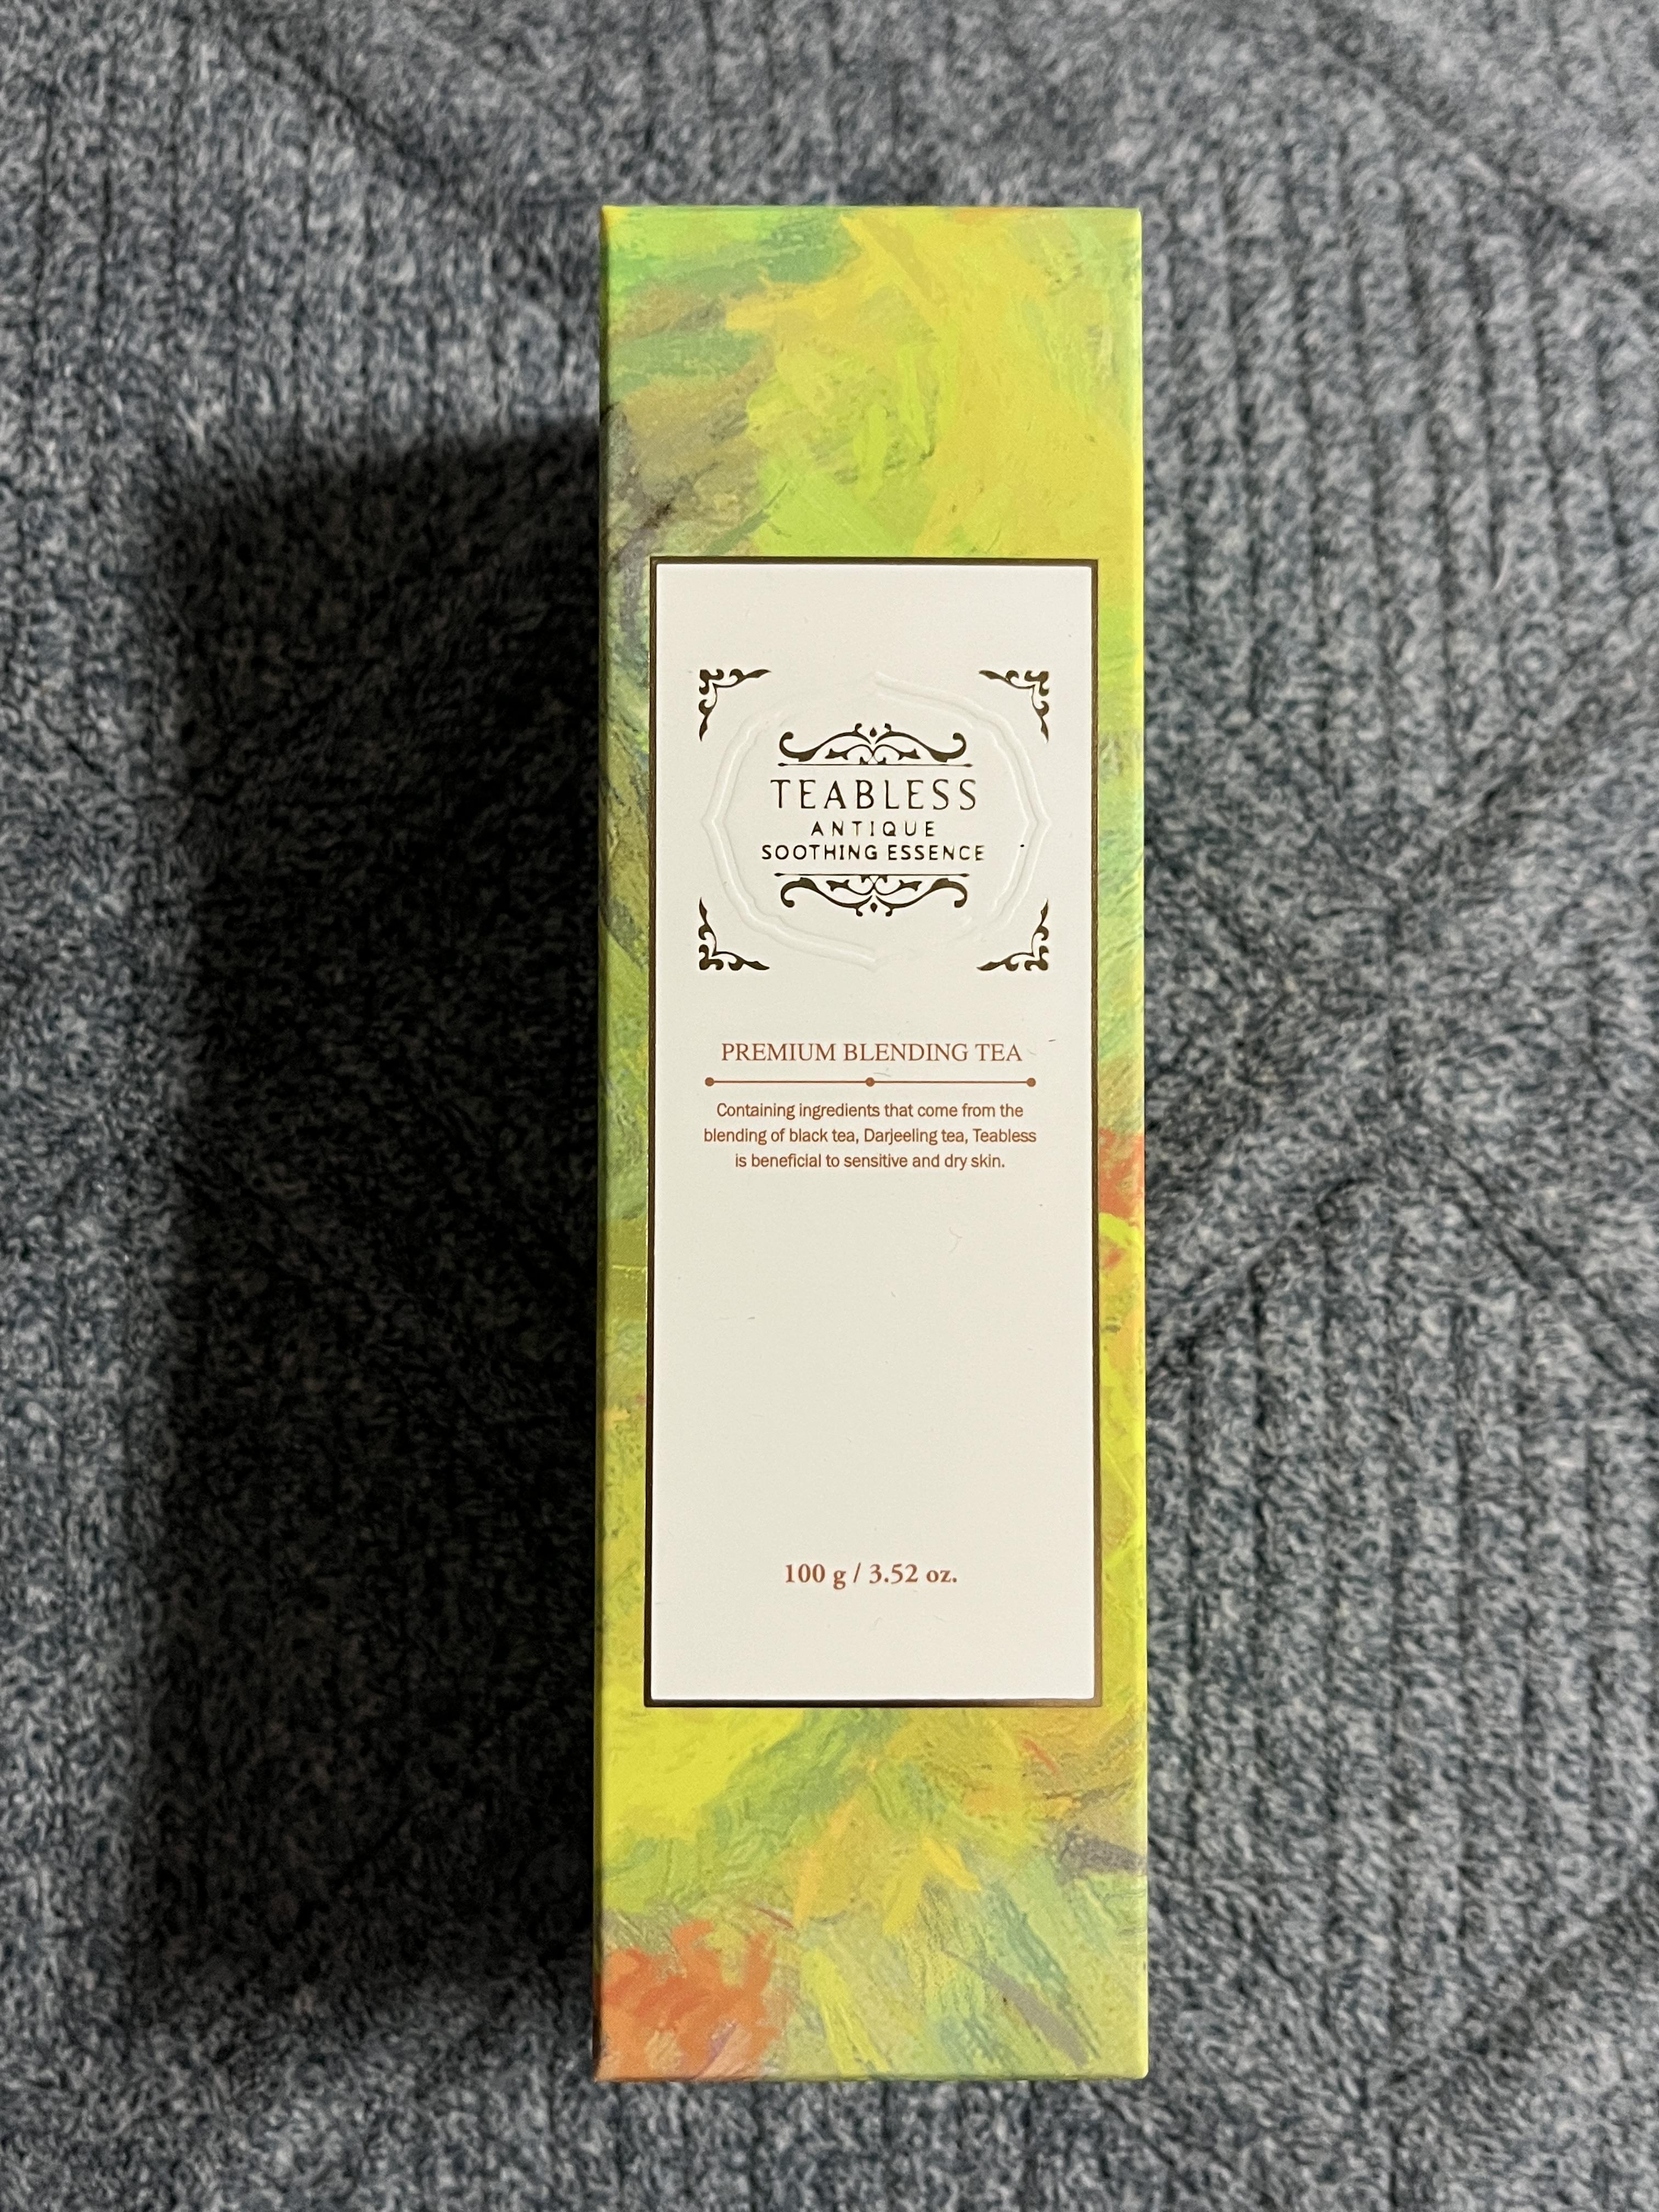 TEABLESS
ANTIQUE
SOOTHING ESSENCE
PREMIUM BLENDING TEA
Containing ingredients that come from the
blending of black tea, Darjeeling tea, Teabless
is beneficial to sensitive and dry skin.
100 g / 3.52 oz.